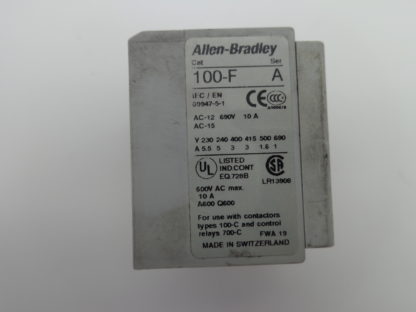 Allen-Bradley
Cat Ser
100-F A
IEC / EN
60947-5-1
AC-12 690V 10 A
AC-15
V 230 240 400 415 500 690
A 5.5 5 3 3 1.6 1
UL LISTED
IND.CONT
EQ.728B
600V AC max.
10 A
A600 Q600
For use with contactors
types 100-C and control
relays 700-C FWA 19
MADE IN SWITZERLAND